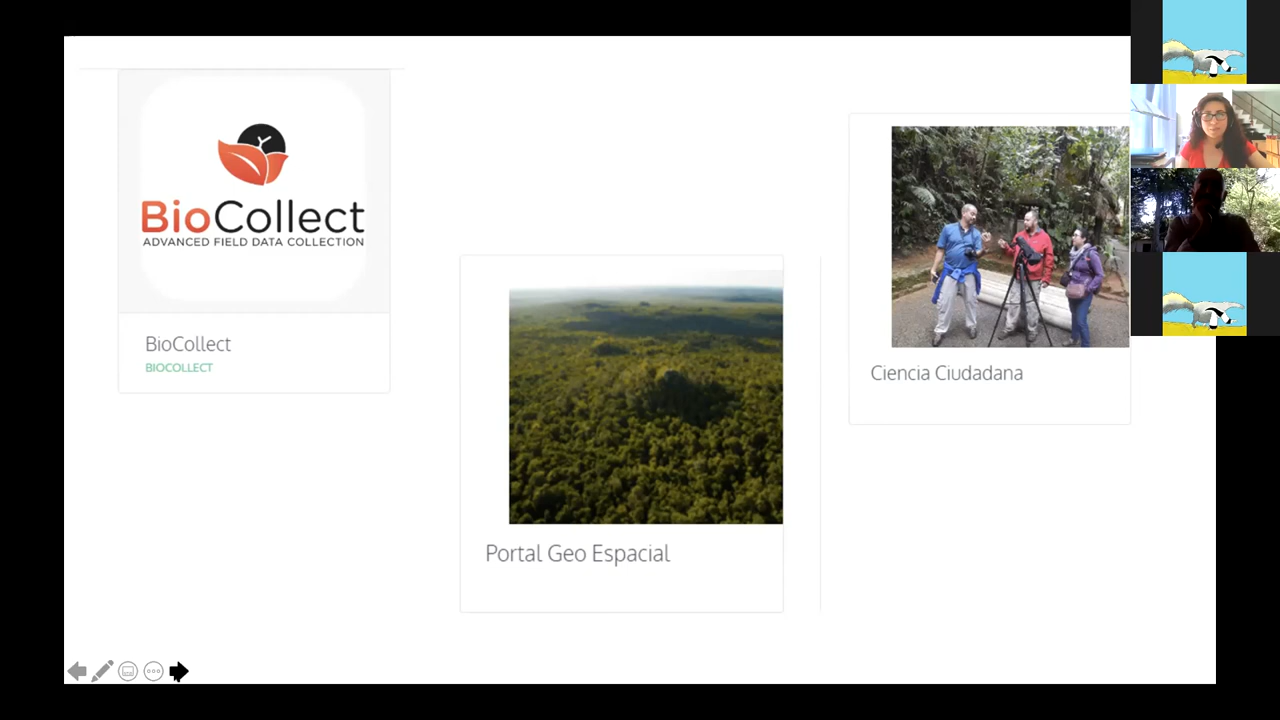 BioCollect
ADVANCED FIELD DATA COLLECTION
BioCollect
BIOCOLLECT
Portal Geo Espacial
Ciencia Ciudadana